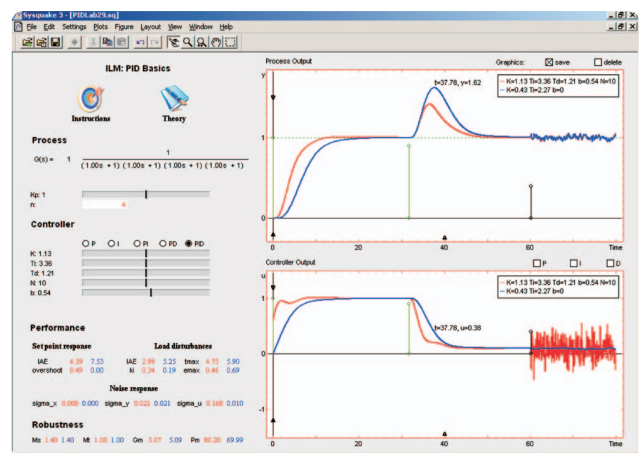 Sysquake 3 - [PIDLab29.sq]
File Edit Settings Plots Figure Layout View Window Help
ILM: PID Basics
Instructions
Theory
Process
G(s) = 1
1
(1.00s + 1) (1.00s + 1) (1.00s + 1) (1.00s + 1)
Kp: 1
n: 4
Controller
P I PI PD PID
K: 1.13
Ti: 3.36
Td: 1.21
N: 10
b: 0.54
Performance
Setpoint response Load disturbances
IAE 4.39 7.53 IAE 2.99 5.25 tmax 4.75 5.90
overshoot 0.49 0.00 ki 0.34 0.19 emax 0.46 0.69
Noise response
sigma_x 0.000 0.000 sigma_y 0.021 0.021 sigma_u 0.168 0.010
Robustness
Ms 1.40 1.40 Mt 1.00 1.00 Gm 5.09 Pm 69.99
Process Output
Graphics: save delete
y
t=37.78, y=1.62
K=1.13 Ti=3.36 Td=1.21 b=0.54 N=10
K=0.43 Ti=2.27 b=0
1
0
0 20 40 60 Time
Controller Output
P I D
u
K=1.13 Ti=3.36 Td=1.21 b=0.54 N=10
K=0.43 Ti=2.27 b=0
1
t=37.78, u=0.38
0
-1
0 20 40 60 Time